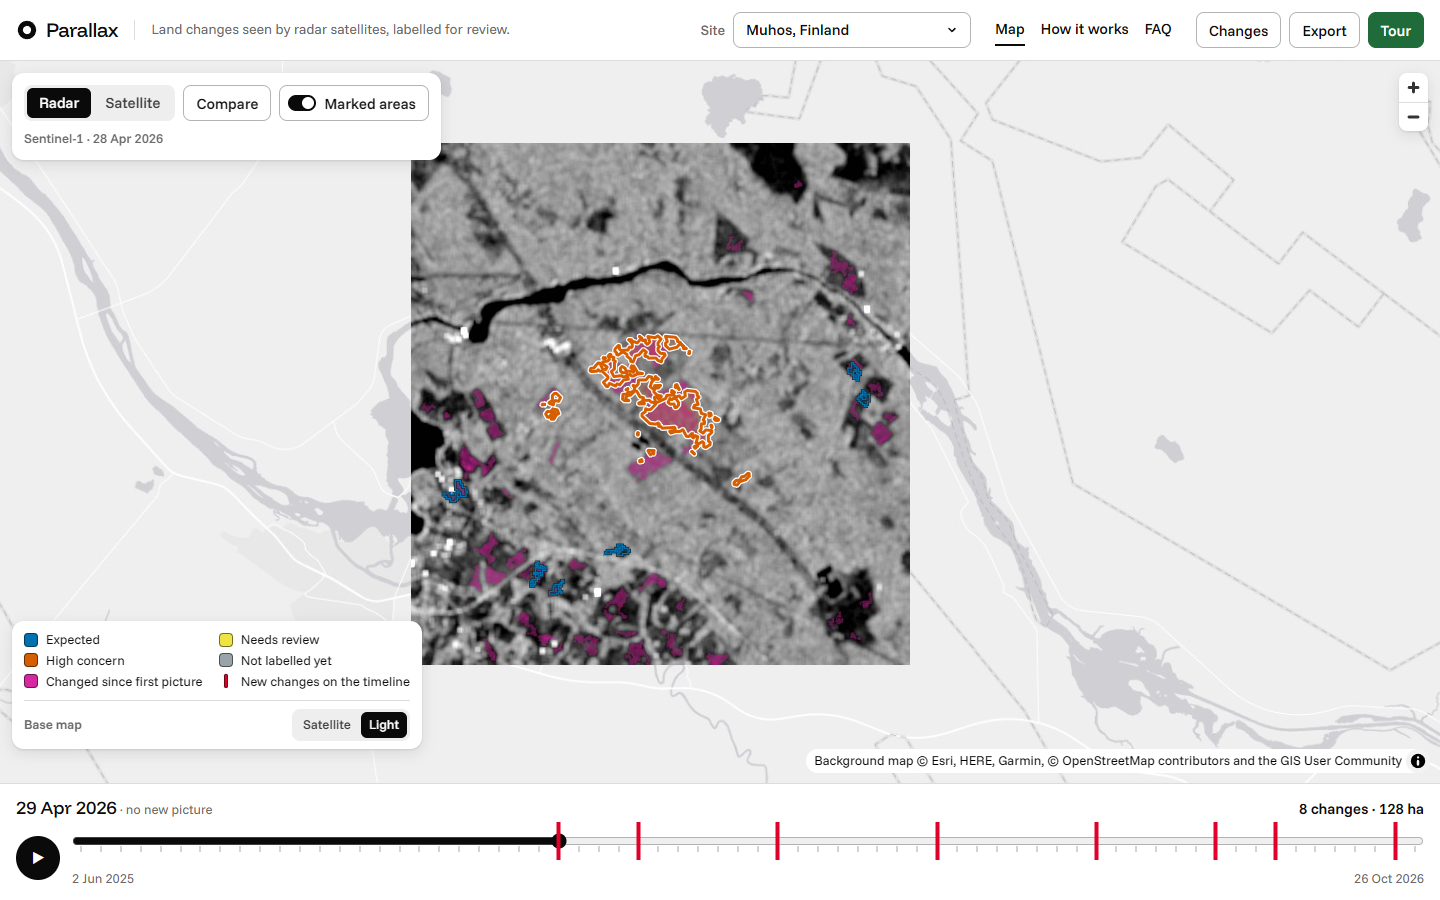 Parallax
Land changes seen by radar satellites, labelled for review.
Site
Muhos, Finland
Map
How it works
FAQ
Changes
Export
Tour
Radar
Satellite
Compare
Marked areas
Sentinel-1 · 28 Apr 2026
Expected
Needs review
High concern
Not labelled yet
Changed since first picture
New changes on the timeline
Base map
Satellite
Light
Background map © Esri, HERE, Garmin, © OpenStreetMap contributors and the GIS User Community
29 Apr 2026 · no new picture
8 changes · 128 ha
2 Jun 2025
26 Oct 2026